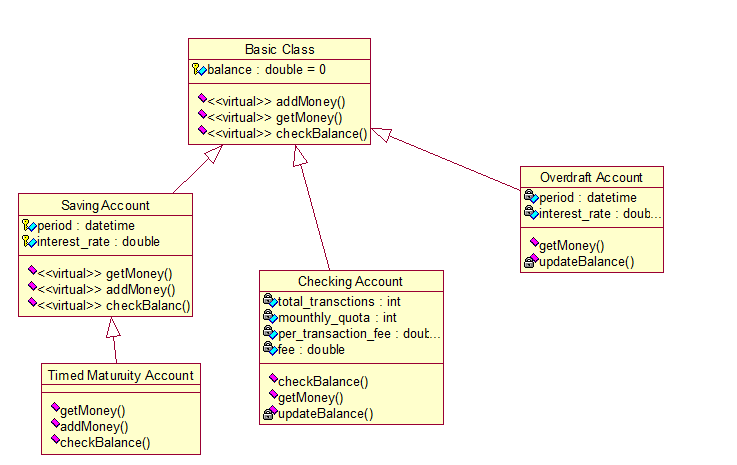 Basic Class
balance : double = 0
<<virtual>> addMoney()
<<virtual>> getMoney()
<<virtual>> checkBalance()
Saving Account
period : datetime
interest_rate : double
<<virtual>> getMoney()
<<virtual>> addMoney()
<<virtual>> checkBalanc()
Timed Maturuity Account
getMoney()
addMoney()
checkBalance()
Checking Account
total_transctions : int
mounthly_quota : int
per_transaction_fee : doub...
fee : double
checkBalance()
getMoney()
updateBalance()
Overdraft Account
period : datetime
interest_rate : doub...
getMoney()
updateBalance()